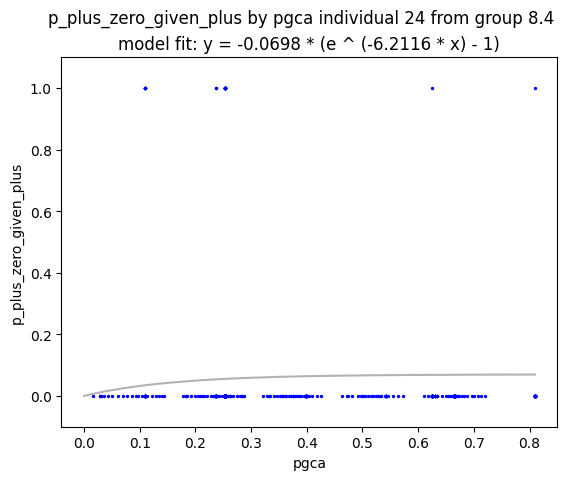 p_plus_zero_given_plus by pgca individual 24 from group 8.4
model fit: y = -0.0698 * (e ^ (-6.2116 * x) - 1)
1.0
0.8
0.6
0.4
0.2
0.0
p_plus_zero_given_plus
0.0 0.1 0.2 0.3 0.4 0.5 0.6 0.7 0.8
pgca